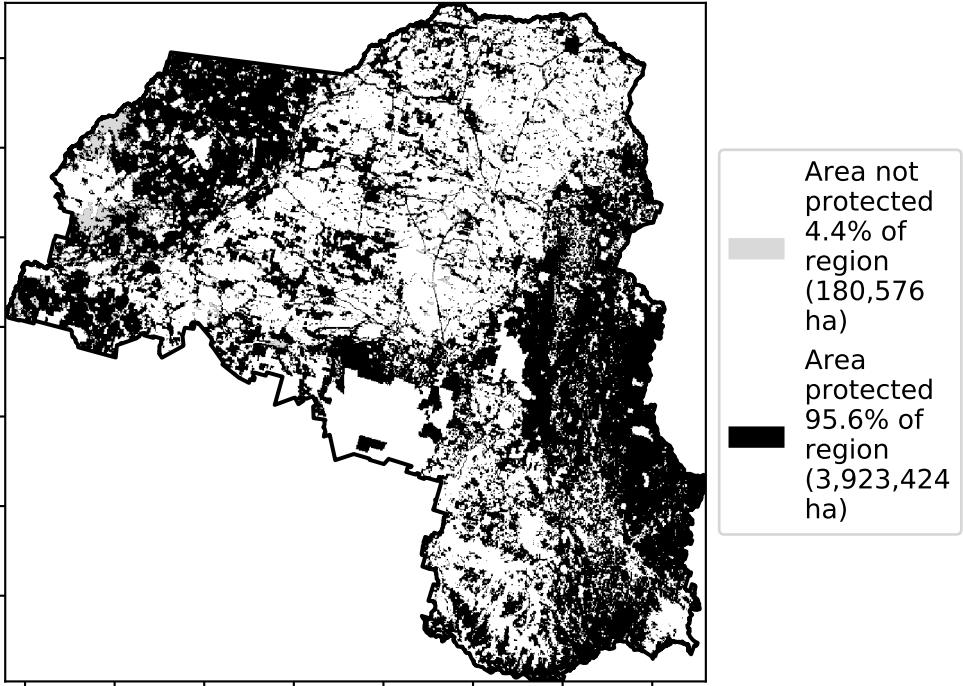 Area not
protected
4.4% of
region
(180,576
ha)
Area
protected
95.6% of
region
(3,923,424
ha)